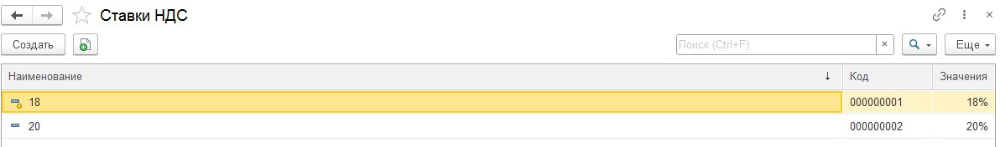 Ставки НДС
Создать Поиск (Ctrl+F) × Еще
Наименование ↓ Код Значения
18 000000001 18%
20 000000002 20%